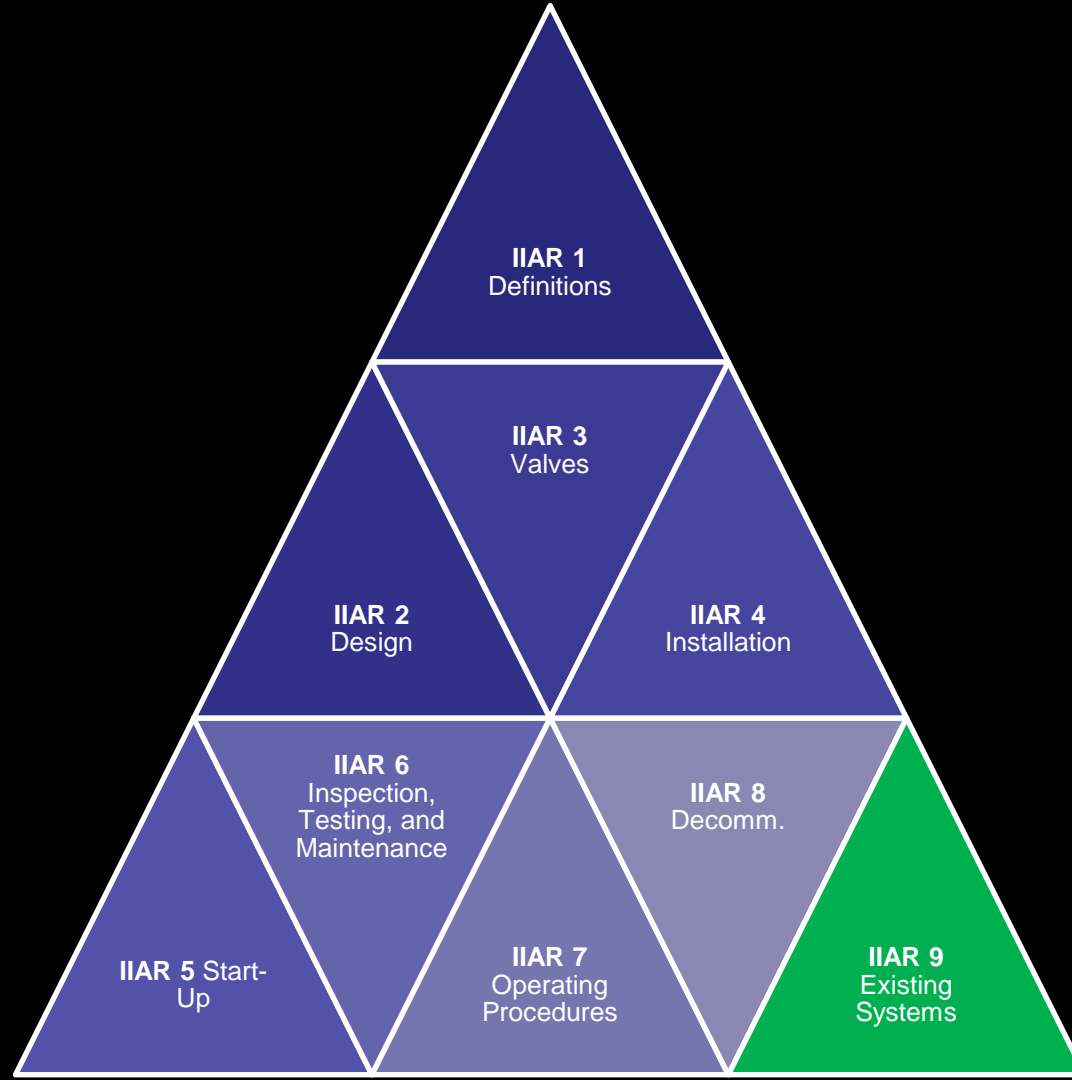 IIAR 1
Definitions
IIAR 3
Valves
IIAR 2
Design
IIAR 4
Installation
IIAR 6
Inspection,
Testing, and
Maintenance
IIAR 8
Decomm.
IIAR 5 Start-
Up
IIAR 7
Operating
Procedures
IIAR 9
Existing
Systems